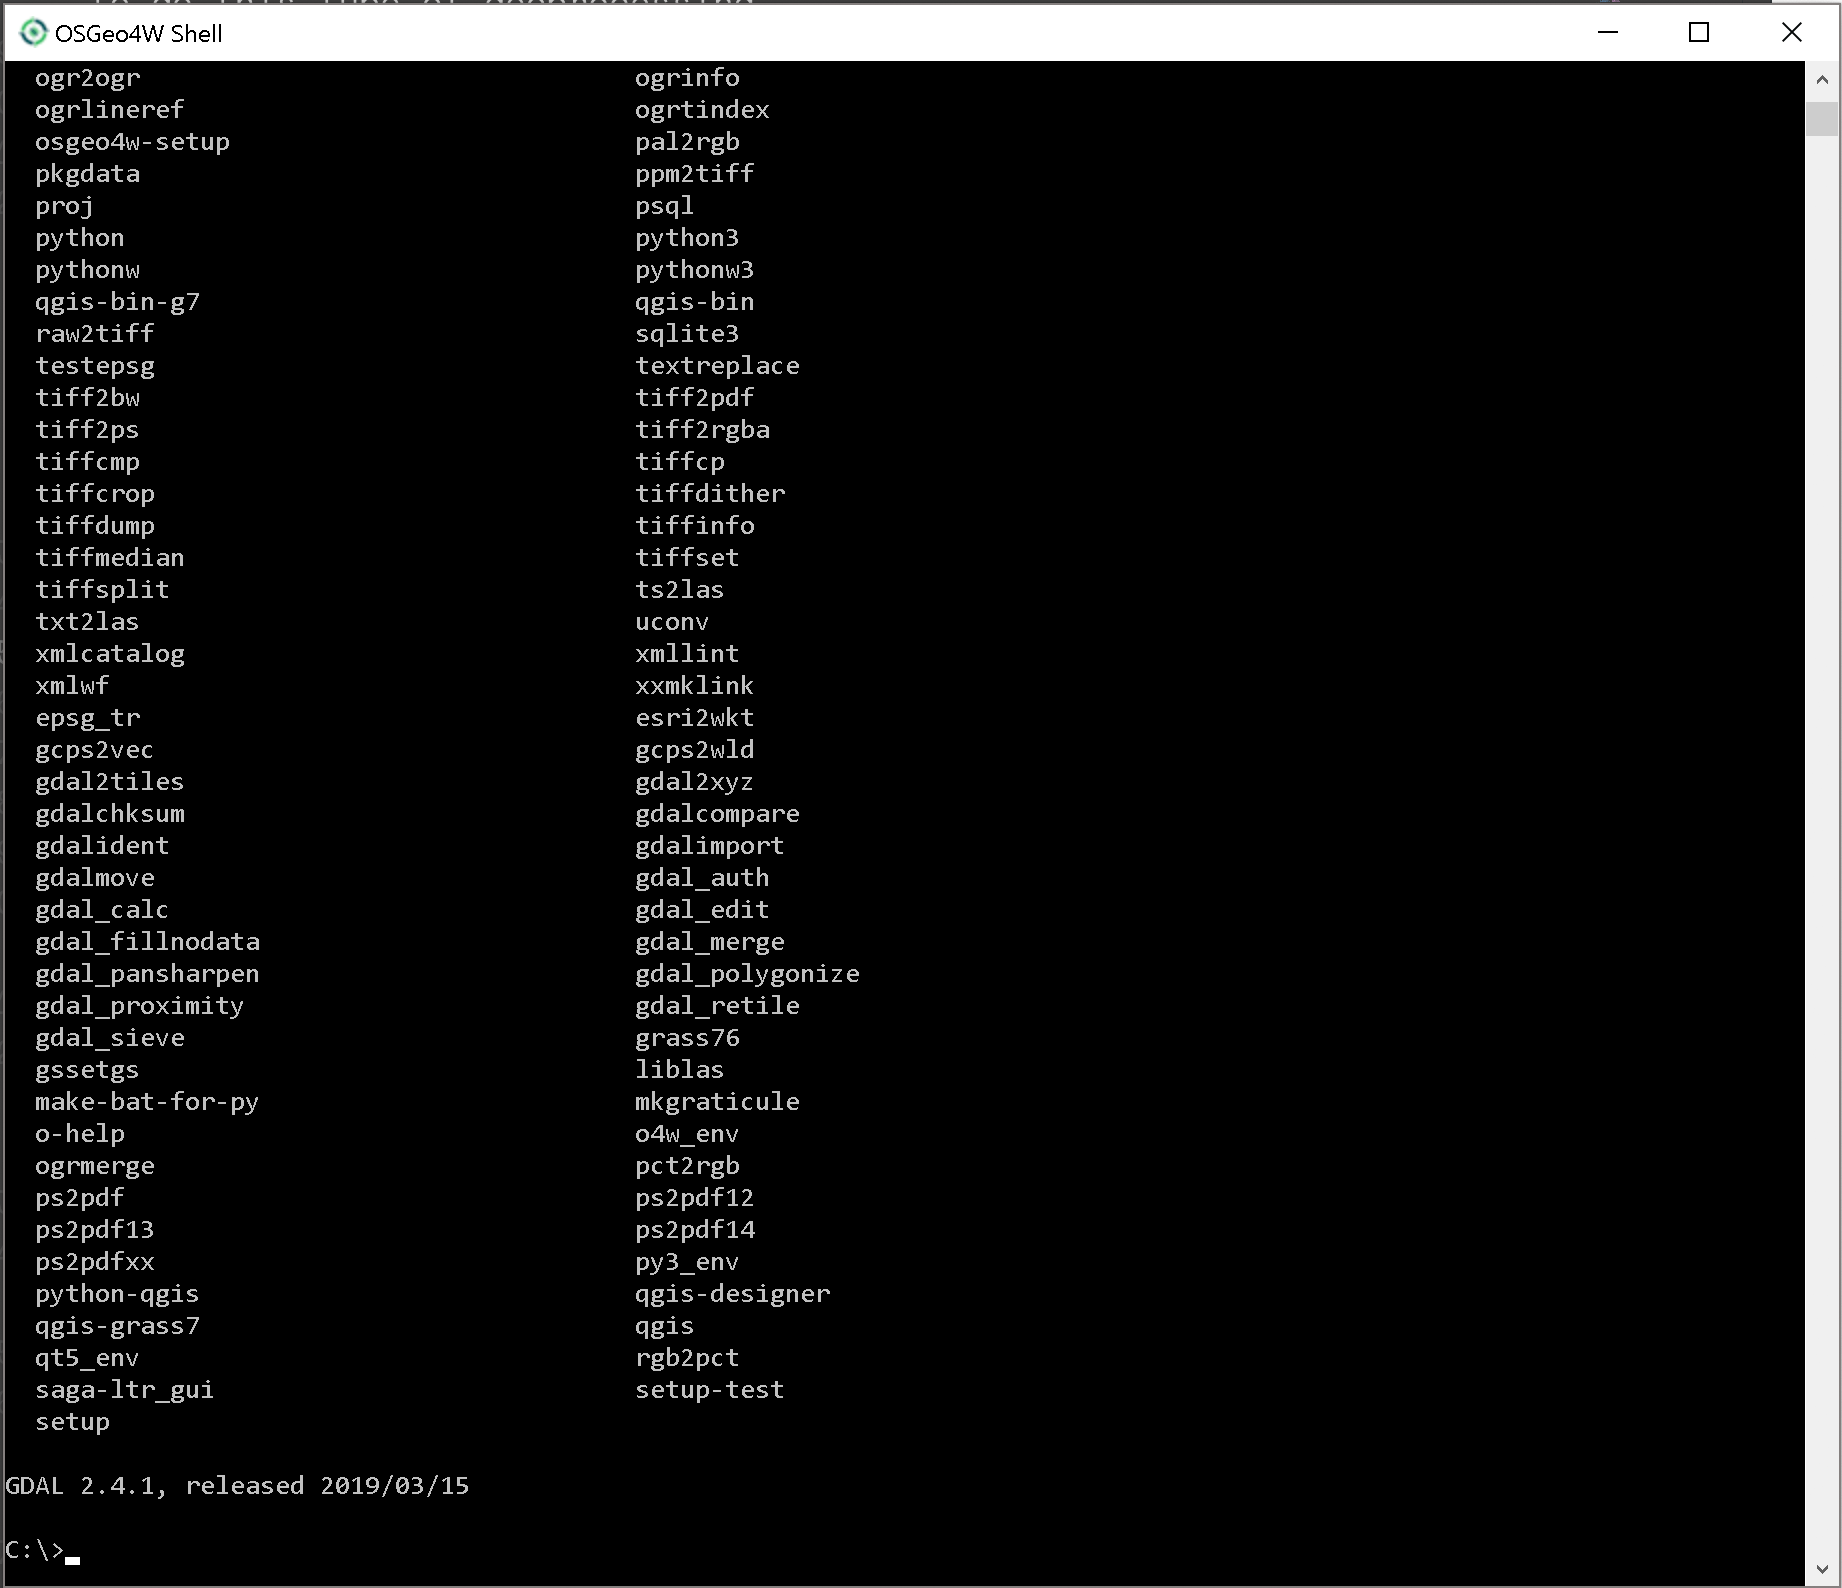 OSGeo4W Shell
ogr2ogr ogrinfo
ogrlineref ogrtindex
osgeo4w-setup pal2rgb
pkgdata ppm2tiff
proj psql
python python3
pythonw pythonw3
qgis-bin-g7 qgis-bin
raw2tiff sqlite3
testepsg textreplace
tiff2bw tiff2pdf
tiff2ps tiff2rgba
tiffcmp tiffcp
tiffcrop tiffdither
tiffdump tiffinfo
tiffmedian tiffset
tiffsplit ts2las
txt2las uconv
xmlcatalog xmllint
xmlwf xxmklink
epsg_tr esri2wkt
gcps2vec gcps2wld
gdal2tiles gdal2xyz
gdalchksum gdalcompare
gdalident gdalimport
gdalmove gdal_auth
gdal_calc gdal_edit
gdal_fillnodata gdal_merge
gdal_pansharpen gdal_polygonize
gdal_proximity gdal_retile
gdal_sieve grass76
gssetgs liblas
make-bat-for-py mkgraticule
o-help o4w_env
ogrmerge pct2rgb
ps2pdf ps2pdf12
ps2pdf13 ps2pdf14
ps2pdfxx py3_env
python-qgis qgis-designer
qgis-grass7 qgis
qt5_env rgb2pct
saga-ltr_gui setup-test
setup
GDAL 2.4.1, released 2019/03/15
C:\>